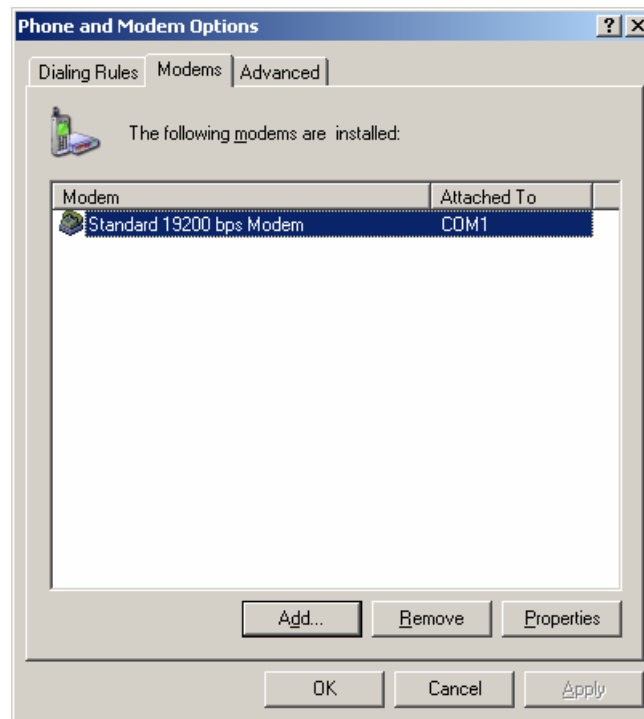 Phone and Modem Options
Dialing Rules Modems Advanced
The following modems are installed:
Modem Attached To
Standard 19200 bps Modem COM1
Add... Remove Properties
OK Cancel Apply